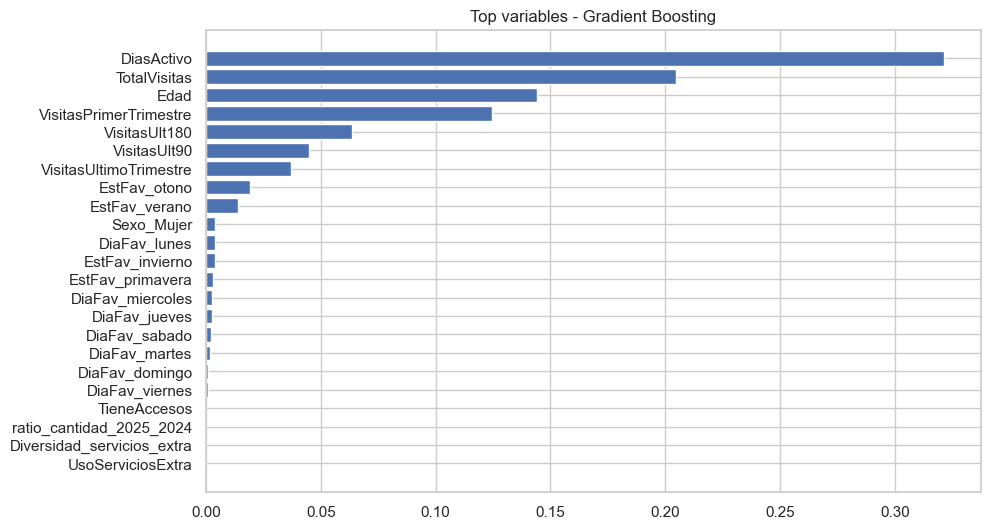 Top variables - Gradient Boosting
DiasActivo
TotalVisitas
Edad
VisitasPrimerTrimestre
VisitasUlt180
VisitasUlt90
VisitasUltimoTrimestre
EstFav_otono
EstFav_verano
Sexo_Mujer
DiaFav_lunes
EstFav_invierno
EstFav_primavera
DiaFav_miercoles
DiaFav_jueves
DiaFav_sabado
DiaFav_martes
DiaFav_domingo
DiaFav_viernes
TieneAccesos
ratio_cantidad_2025_2024
Diversidad_servicios_extra
UsoServiciosExtra
0.00 0.05 0.10 0.15 0.20 0.25 0.30